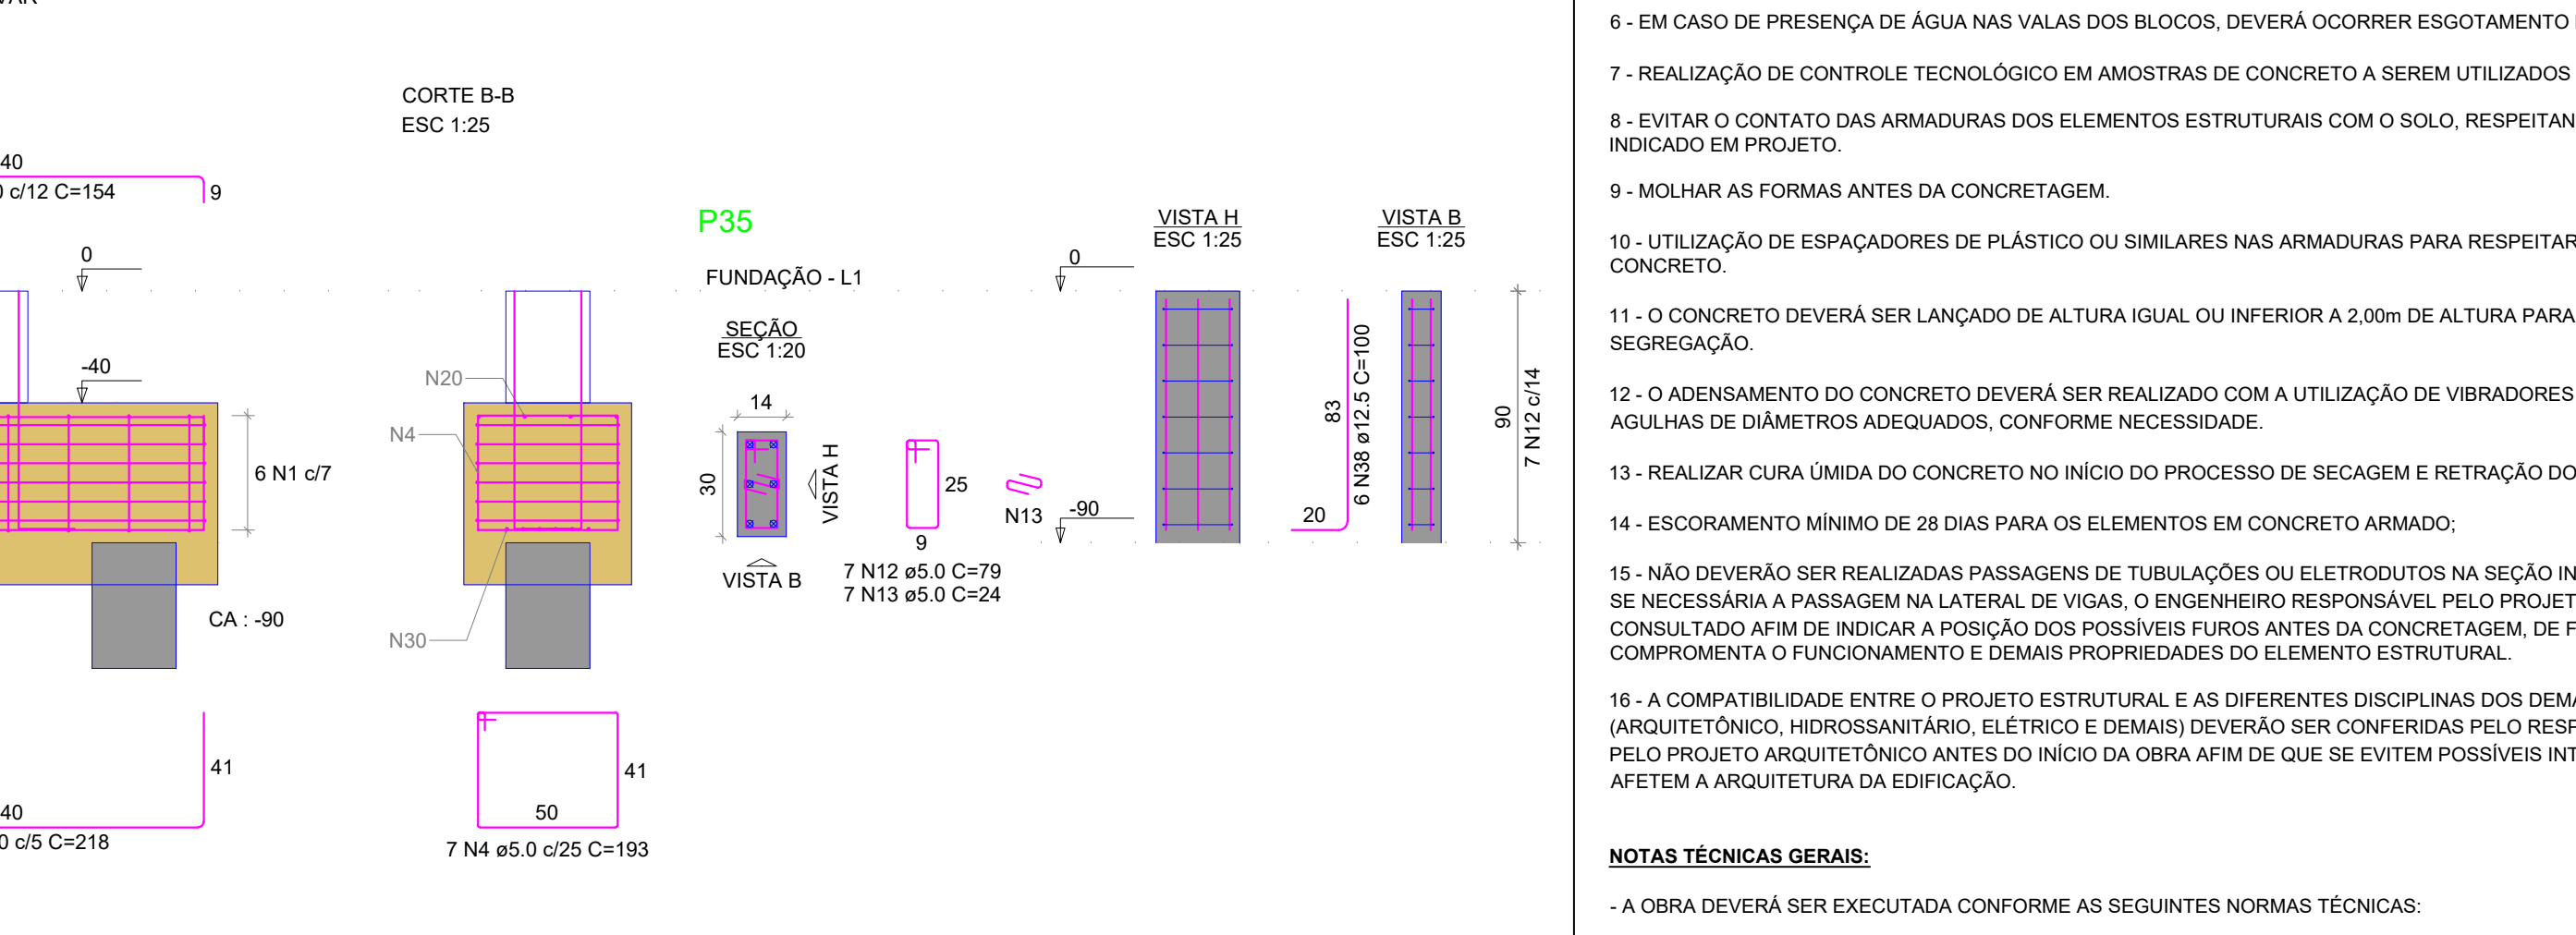 CORTE B-B
ESC 1:25
40
c/12 C=154
9
0
-40
6 N1 c/7
CA : -90
41
40
c/5 C=218
N20
N4
N30
41
50
7 N4 ø5.0 c/25 C=193
P35
FUNDAÇÃO - L1
SEÇÃO
ESC 1:20
14
30
VISTA H
VISTA B
25
9
7 N12 ø5.0 C=79
7 N13 ø5.0 C=24
N13
0
-90
VISTA H
ESC 1:25
20
83
6 N38 ø12.5 C=100
VISTA B
ESC 1:25
90
7 N12 c/14
6 - EM CASO DE PRESENÇA DE ÁGUA NAS VALAS DOS BLOCOS, DEVERÁ OCORRER ESGOTAMENTO
7 - REALIZAÇÃO DE CONTROLE TECNOLÓGICO EM AMOSTRAS DE CONCRETO A SEREM UTILIZADOS
8 - EVITAR O CONTATO DAS ARMADURAS DOS ELEMENTOS ESTRUTURAIS COM O SOLO, RESPEITAN
INDICADO EM PROJETO.
9 - MOLHAR AS FORMAS ANTES DA CONCRETAGEM.
10 - UTILIZAÇÃO DE ESPAÇADORES DE PLÁSTICO OU SIMILARES NAS ARMADURAS PARA RESPEITAR
CONCRETO.
11 - O CONCRETO DEVERÁ SER LANÇADO DE ALTURA IGUAL OU INFERIOR A 2,00m DE ALTURA PARA
SEGREGAÇÃO.
12 - O ADENSAMENTO DO CONCRETO DEVERÁ SER REALIZADO COM A UTILIZAÇÃO DE VIBRADORES
AGULHAS DE DIÂMETROS ADEQUADOS, CONFORME NECESSIDADE.
13 - REALIZAR CURA ÚMIDA DO CONCRETO NO INÍCIO DO PROCESSO DE SECAGEM E RETRAÇÃO DO
14 - ESCORAMENTO MÍNIMO DE 28 DIAS PARA OS ELEMENTOS EM CONCRETO ARMADO;
15 - NÃO DEVERÃO SER REALIZADAS PASSAGENS DE TUBULAÇÕES OU ELETRODUTOS NA SEÇÃO IN
SE NECESSÁRIA A PASSAGEM NA LATERAL DE VIGAS, O ENGENHEIRO RESPONSÁVEL PELO PROJET
CONSULTADO AFIM DE INDICAR A POSIÇÃO DOS POSSÍVEIS FUROS ANTES DA CONCRETAGEM, DE F
COMPROMENTA O FUNCIONAMENTO E DEMAIS PROPRIEDADES DO ELEMENTO ESTRUTURAL.
16 - A COMPATIBILIDADE ENTRE O PROJETO ESTRUTURAL E AS DIFERENTES DISCIPLINAS DOS DEMA
(ARQUITETÔNICO, HIDROSSANITÁRIO, ELÉTRICO E DEMAIS) DEVERÃO SER CONFERIDAS PELO RESP
PELO PROJETO ARQUITETÔNICO ANTES DO INÍCIO DA OBRA AFIM DE QUE SE EVITEM POSSÍVEIS INT
AFETEM A ARQUITETURA DA EDIFICAÇÃO.
NOTAS TÉCNICAS GERAIS:
- A OBRA DEVERÁ SER EXECUTADA CONFORME AS SEGUINTES NORMAS TÉCNICAS: